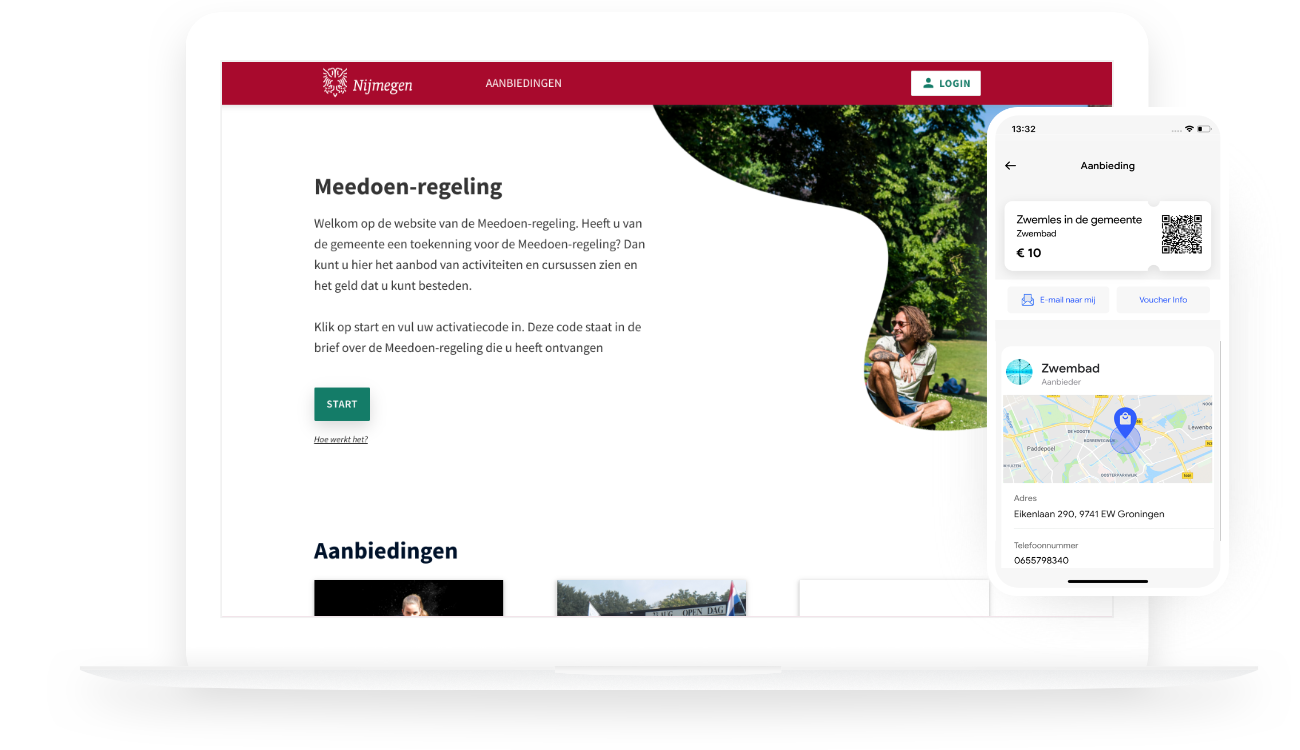 Nijmegen
AANBIEDINGEN
LOGIN
Meedoen-regeling
Welkom op de website van de Meedoen-regeling. Heeft u van
de gemeente een toekenning voor de Meedoen-regeling? Dan
kunt u hier het aanbod van activiteiten en cursussen zien en
het geld dat u kunt besteden.
Klik op start en vul uw activatiecode in. Deze code staat in de
brief over de Meedoen-regeling die u heeft ontvangen
START
Hoe werkt het?
Aanbiedingen
OPEN DAG
13:32
Aanbieding
Zwemles in de gemeente
Zwembad
€ 10
E-mail naar mij
Voucher Info
Zwembad
Aanbieder
DE HOOGTE
KORREWEGWIJK
Paddepoel
OOSTERPARKWIJK
Adres
Eikenlaan 290, 9741 EW Groningen
Telefoonnummer
0655798340